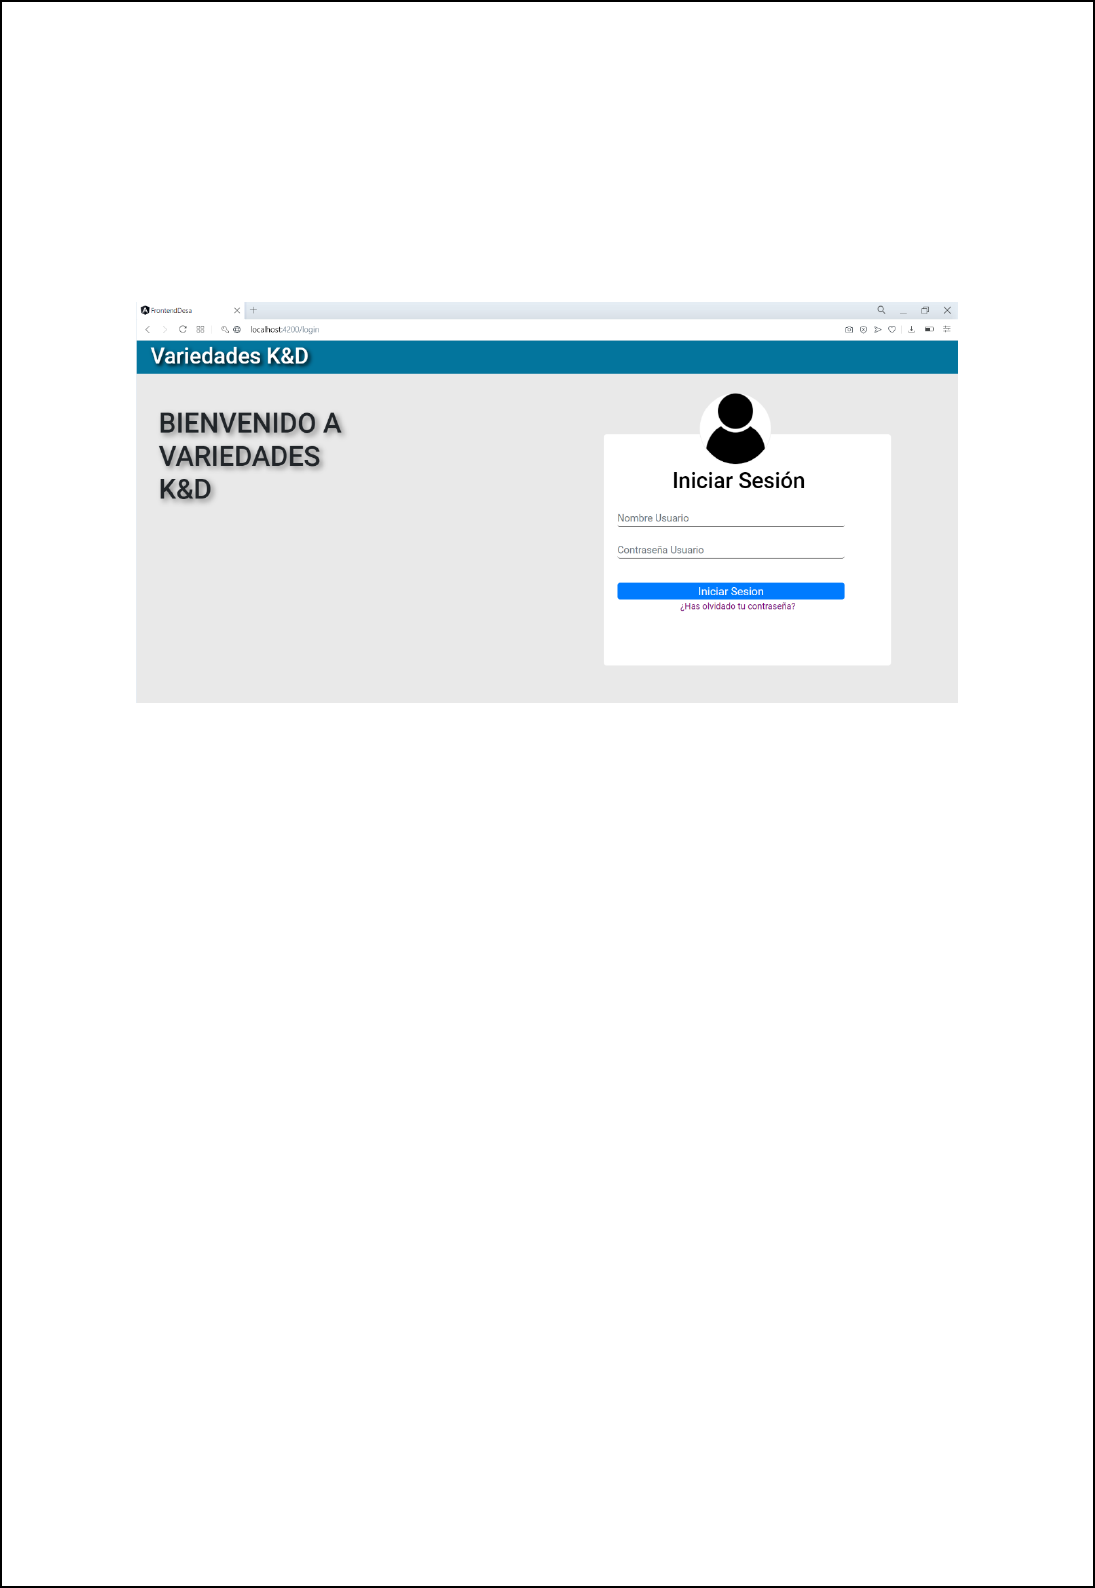 FrontendDesa
localhost:4200/login
Variedades K&D
BIENVENIDO A
VARIEDADES
K&D
Iniciar Sesión
Nombre Usuario
Contraseña Usuario
Iniciar Sesion
¿Has olvidado tu contraseña?